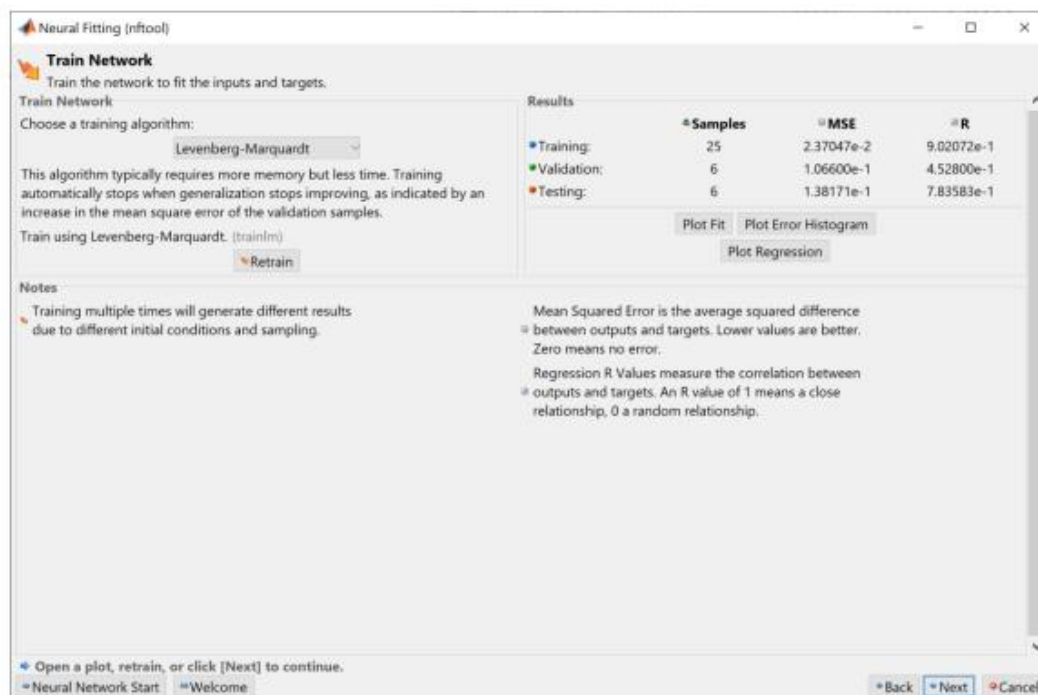 Neural Fitting (nftool)
Train Network
Train the network to fit the inputs and targets.
Train Network
Choose a training algorithm:
Levenberg-Marquardt
This algorithm typically requires more memory but less time. Training
automatically stops when generalization stops improving, as indicated by an
increase in the mean square error of the validation samples.
Train using Levenberg-Marquardt. (trainlm)
Retrain
Results
Samples MSE R
Training: 25 2.37047e-2 9.02072e-1
Validation: 6 1.06600e-1 4.52800e-1
Testing: 6 1.38171e-1 7.83583e-1
Plot Fit Plot Error Histogram
Plot Regression
Notes
Training multiple times will generate different results
due to different initial conditions and sampling.
Mean Squared Error is the average squared difference
between outputs and targets. Lower values are better.
Zero means no error.
Regression R Values measure the correlation between
outputs and targets. An R value of 1 means a close
relationship, 0 a random relationship.
Open a plot, retrain, or click [Next] to continue.
Neural Network Start Welcome Back Next Cancel